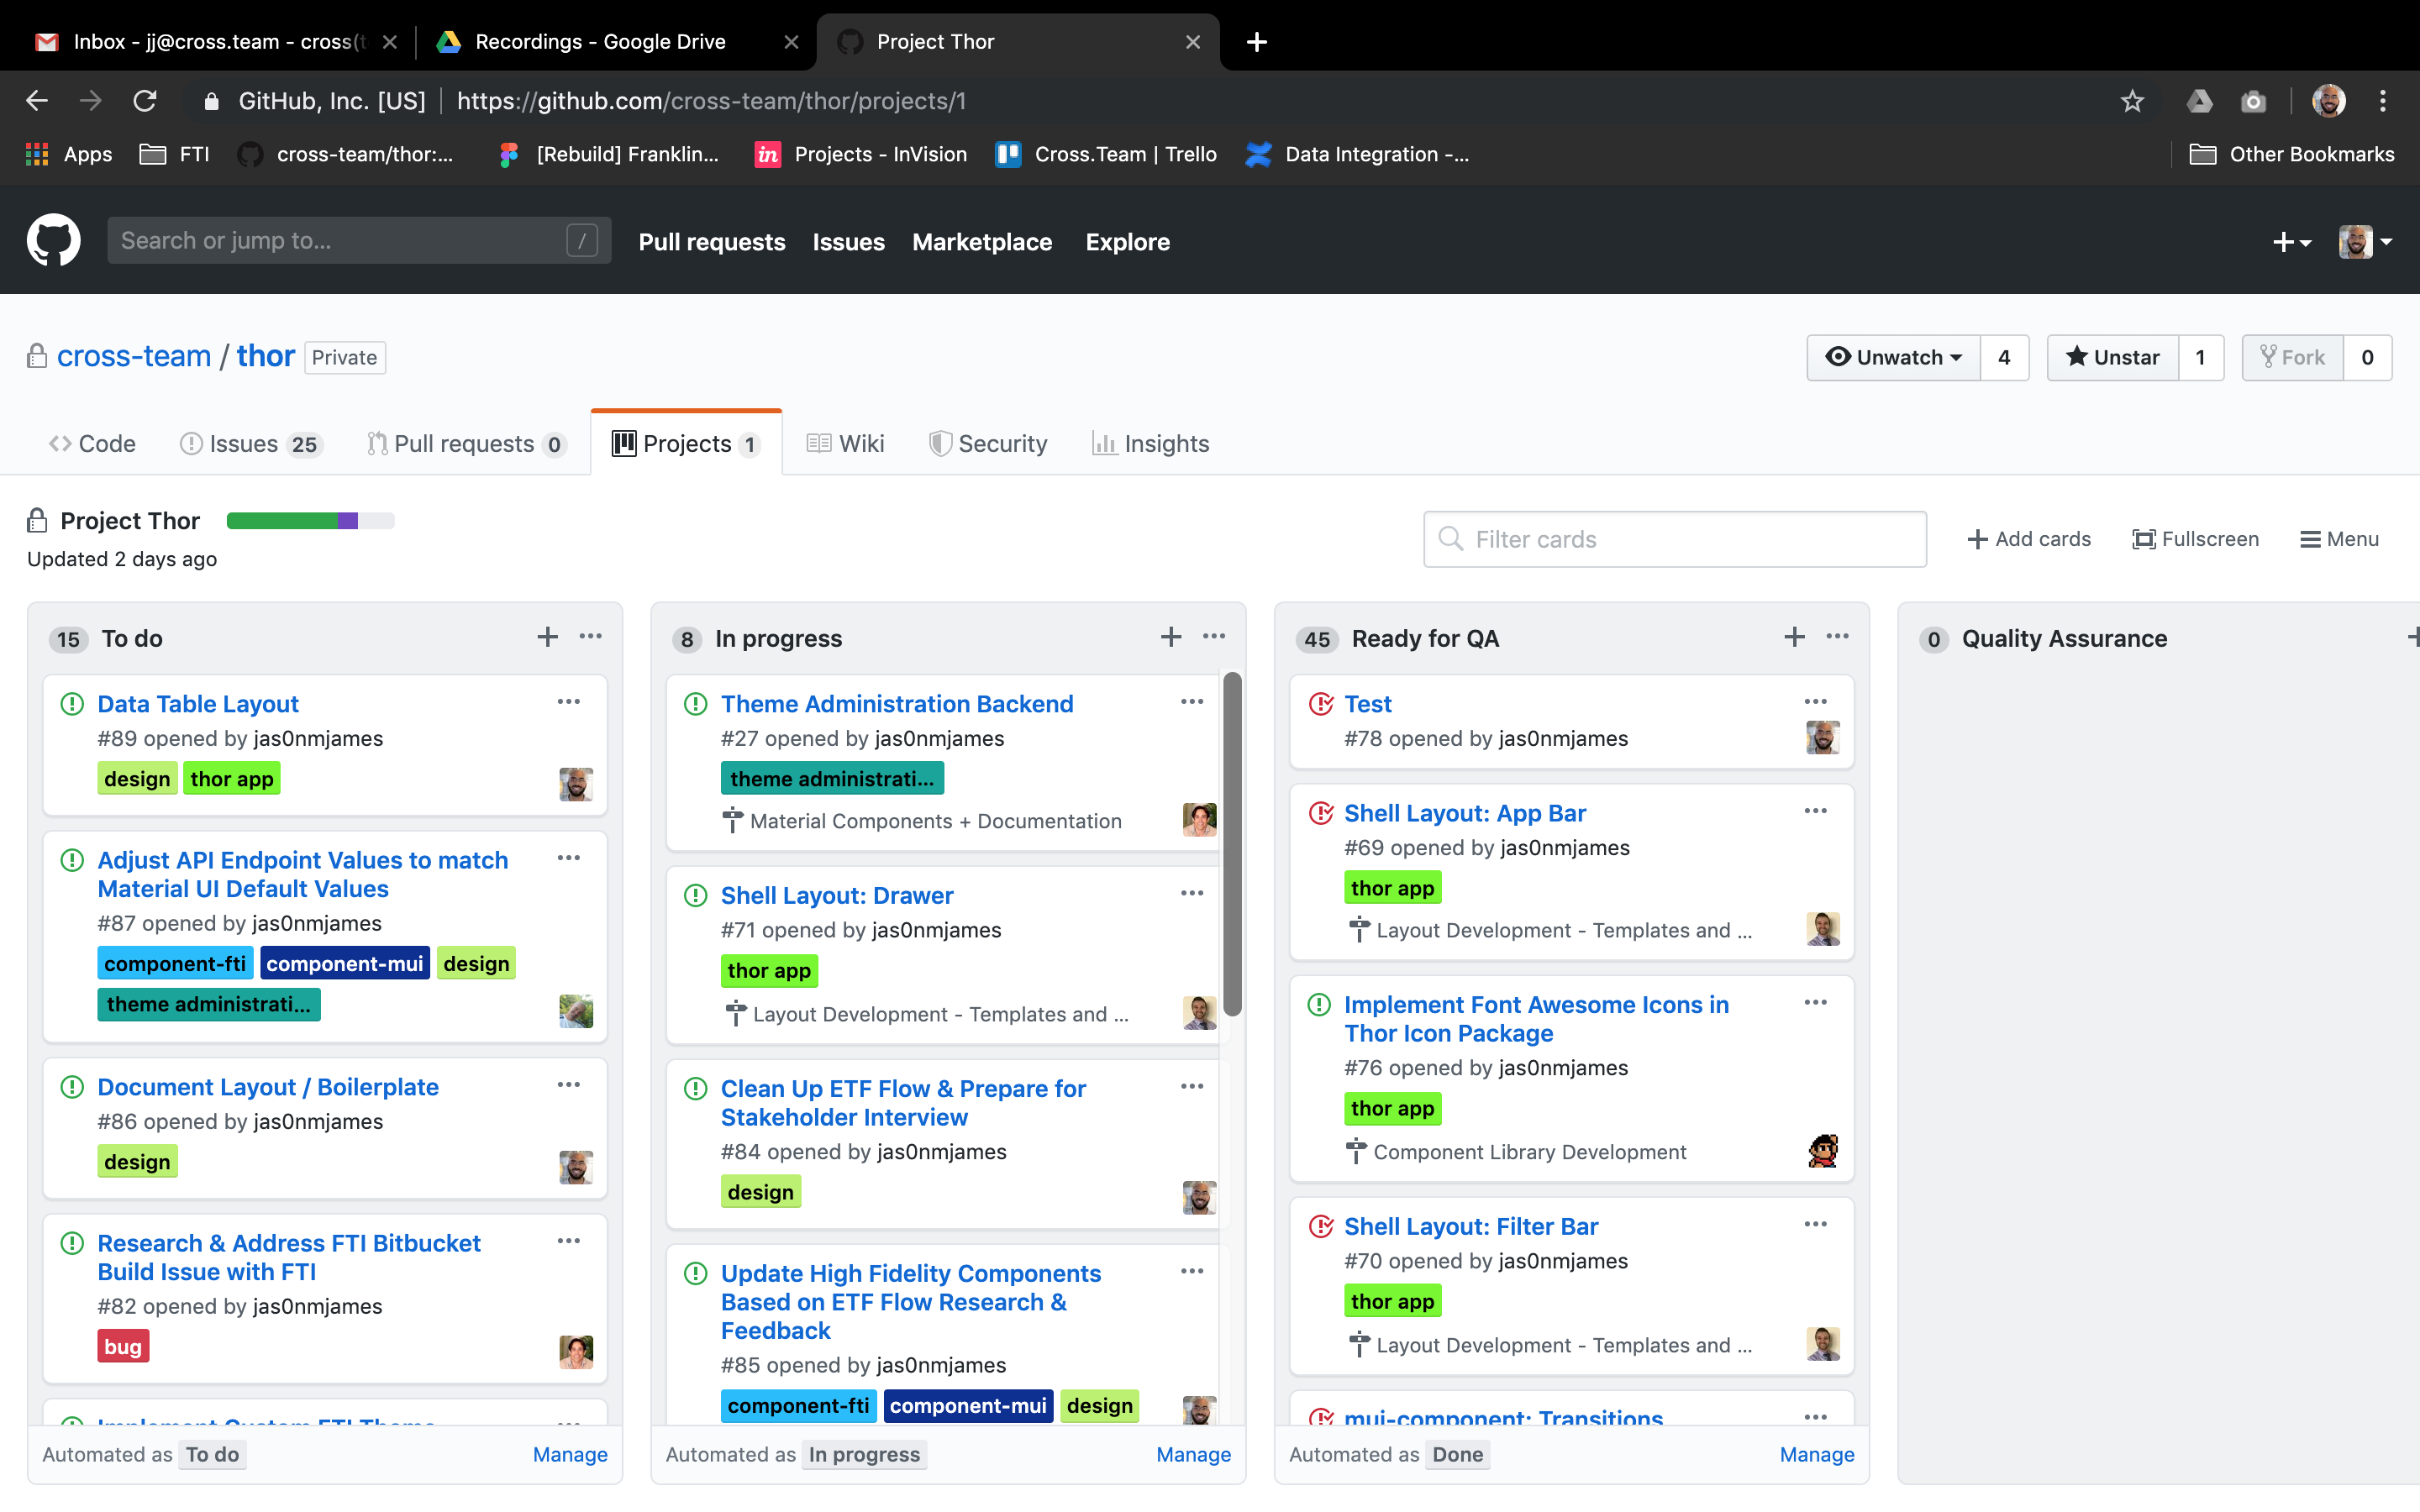 Inbox - jj@cross.team - cross(t
Recordings - Google Drive
Project Thor
GitHub, Inc. [US]
https://github.com/cross-team/thor/projects/1
Apps
FTI
cross-team/thor:...
[Rebuild] Franklin...
in
Projects - InVision
Cross.Team | Trello
Data Integration -...
Other Bookmarks
Search or jump to...
/
Pull requests
Issues
Marketplace
Explore
cross-team / thor
Private
Unwatch
4
Unstar
1
Fork
0
Code
Issues 25
Pull requests 0
Projects 1
Wiki
Security
Insights
Project Thor
Updated 2 days ago
Filter cards
Add cards
Fullscreen
Menu
15 To do
Data Table Layout
#89 opened by jas0nmjames
design thor app
Adjust API Endpoint Values to match
Material UI Default Values
#87 opened by jas0nmjames
component-fti component-mui design
theme administrati...
Document Layout / Boilerplate
#86 opened by jas0nmjames
design
Research & Address FTI Bitbucket
Build Issue with FTI
#82 opened by jas0nmjames
bug
Implement Custom FTI Theme
Automated as To do
Manage
8 In progress
Theme Administration Backend
#27 opened by jas0nmjames
theme administrati...
Material Components + Documentation
Shell Layout: Drawer
#71 opened by jas0nmjames
thor app
Layout Development - Templates and ...
Clean Up ETF Flow & Prepare for
Stakeholder Interview
#84 opened by jas0nmjames
design
Update High Fidelity Components
Based on ETF Flow Research &
Feedback
#85 opened by jas0nmjames
component-fti component-mui design
Automated as In progress
Manage
45 Ready for QA
Test
#78 opened by jas0nmjames
Shell Layout: App Bar
#69 opened by jas0nmjames
thor app
Layout Development - Templates and ...
Implement Font Awesome Icons in
Thor Icon Package
#76 opened by jas0nmjames
thor app
Component Library Development
Shell Layout: Filter Bar
#70 opened by jas0nmjames
thor app
Layout Development - Templates and ...
mui-component: Transitions
Automated as Done
Manage
0 Quality Assurance